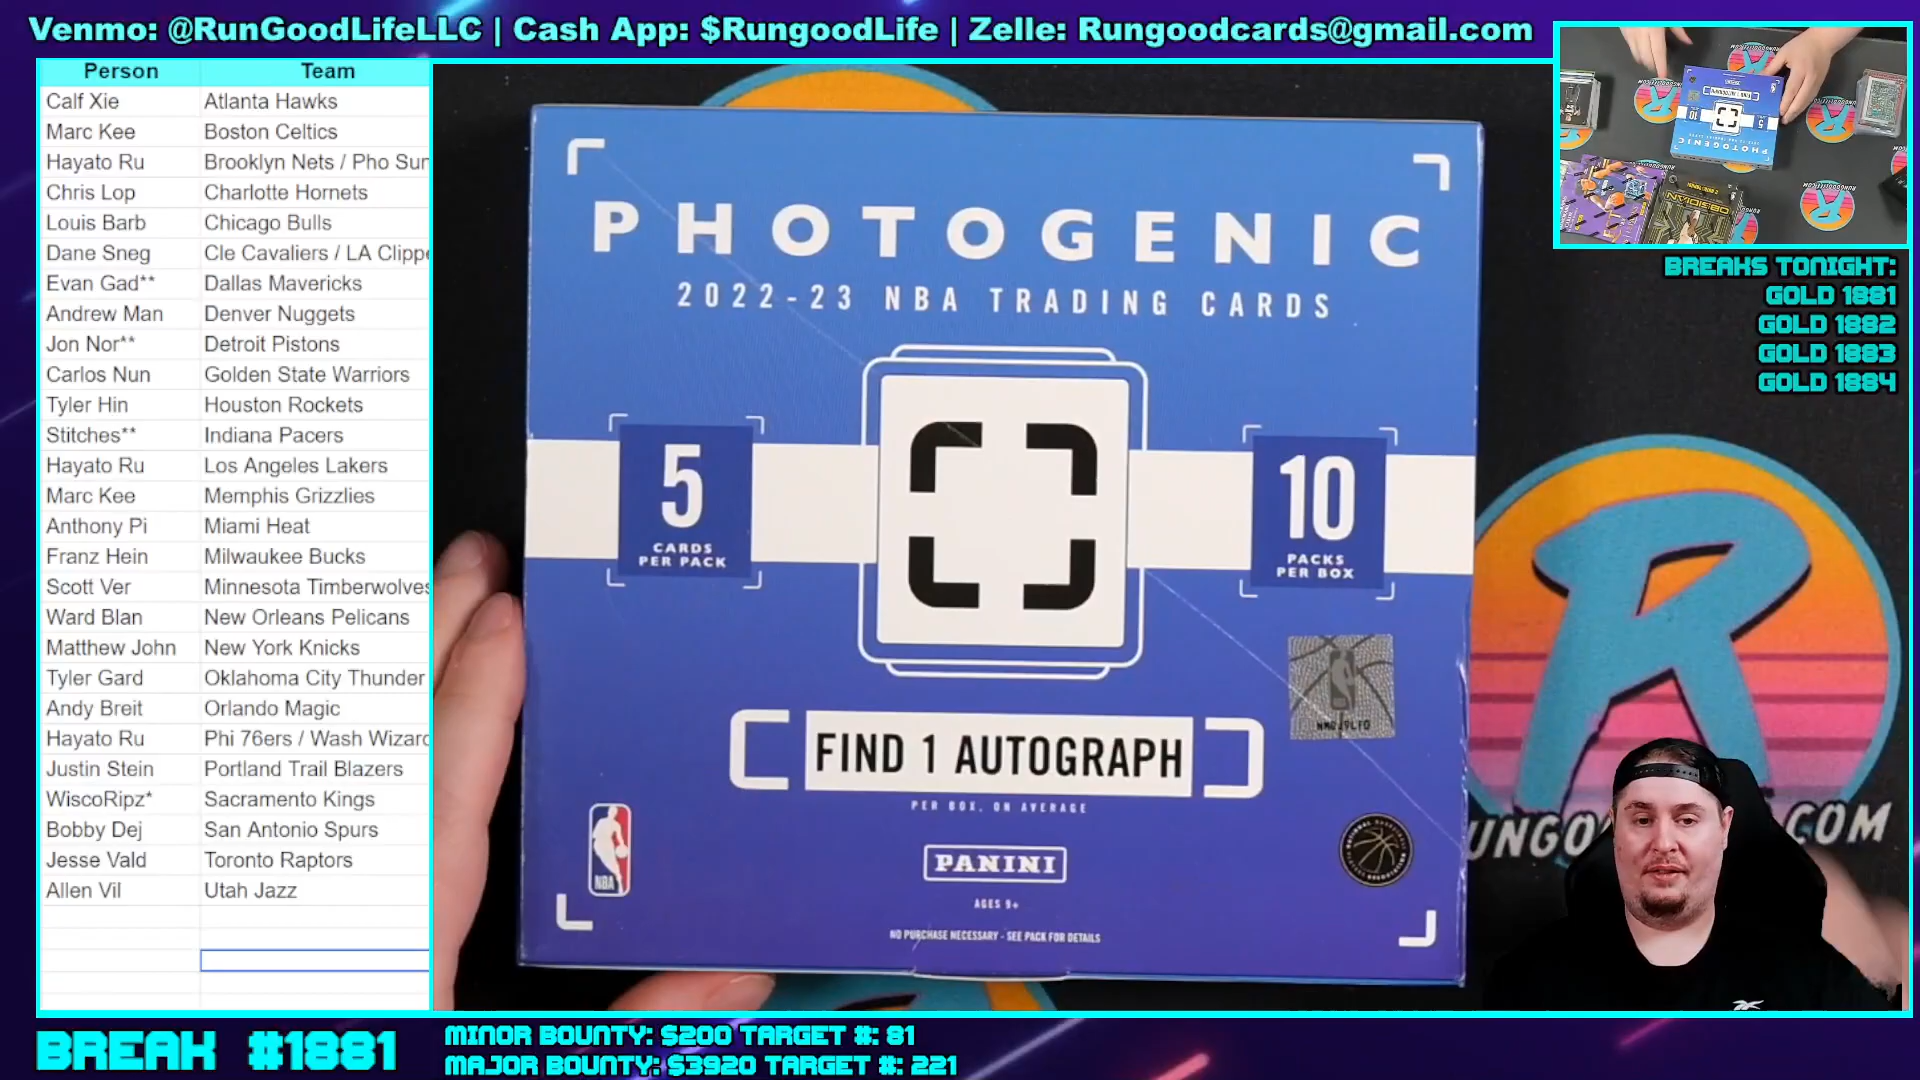 Venmo: @RunGoodLifeLLC | Cash App: $RungoodLife | Zelle: Rungoodcards@gmail.com
Person Team
Calf Xie Atlanta Hawks
Marc Kee Boston Celtics
Hayato Ru Brooklyn Nets / Pho Sun
Chris Lop Charlotte Hornets
Louis Barb Chicago Bulls
Dane Sneg Cle Cavaliers / LA Clippe
Evan Gad** Dallas Mavericks
Andrew Man Denver Nuggets
Jon Nor** Detroit Pistons
Carlos Nun Golden State Warriors
Tyler Hin Houston Rockets
Stitches** Indiana Pacers
Hayato Ru Los Angeles Lakers
Marc Kee Memphis Grizzlies
Anthony Pi Miami Heat
Franz Hein Milwaukee Bucks
Scott Ver Minnesota Timberwolves
Ward Blan New Orleans Pelicans
Matthew John New York Knicks
Tyler Gard Oklahoma City Thunder
Andy Breit Orlando Magic
Hayato Ru Phi 76ers / Wash Wizard
Justin Stein Portland Trail Blazers
WiscoRipz* Sacramento Kings
Bobby Dej San Antonio Spurs
Jesse Vald Toronto Raptors
Allen Vil Utah Jazz
PHOTOGENIC
2022-23 NBA TRADING CARDS
5
CARDS
PER PACK
10
PACKS
PER BOX
FIND 1 AUTOGRAPH
PER BOX, ON AVERAGE
NBA
PANINI
AGES 9+
NO PURCHASE NECESSARY - SEE PACK FOR DETAILS
R
UNGO
COM
PHOTOGENIC
OBSIDIAN
BREAKS TONIGHT:
GOLD 1881
GOLD 1882
GOLD 1883
GOLD 1884
BREAK #1881
MINOR BOUNTY: $200 TARGET #: 81
MAJOR BOUNTY: $3920 TARGET #: 221